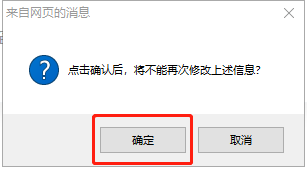 来自网页的消息
点击确认后，将不能再次修改上述信息?
确定
取消